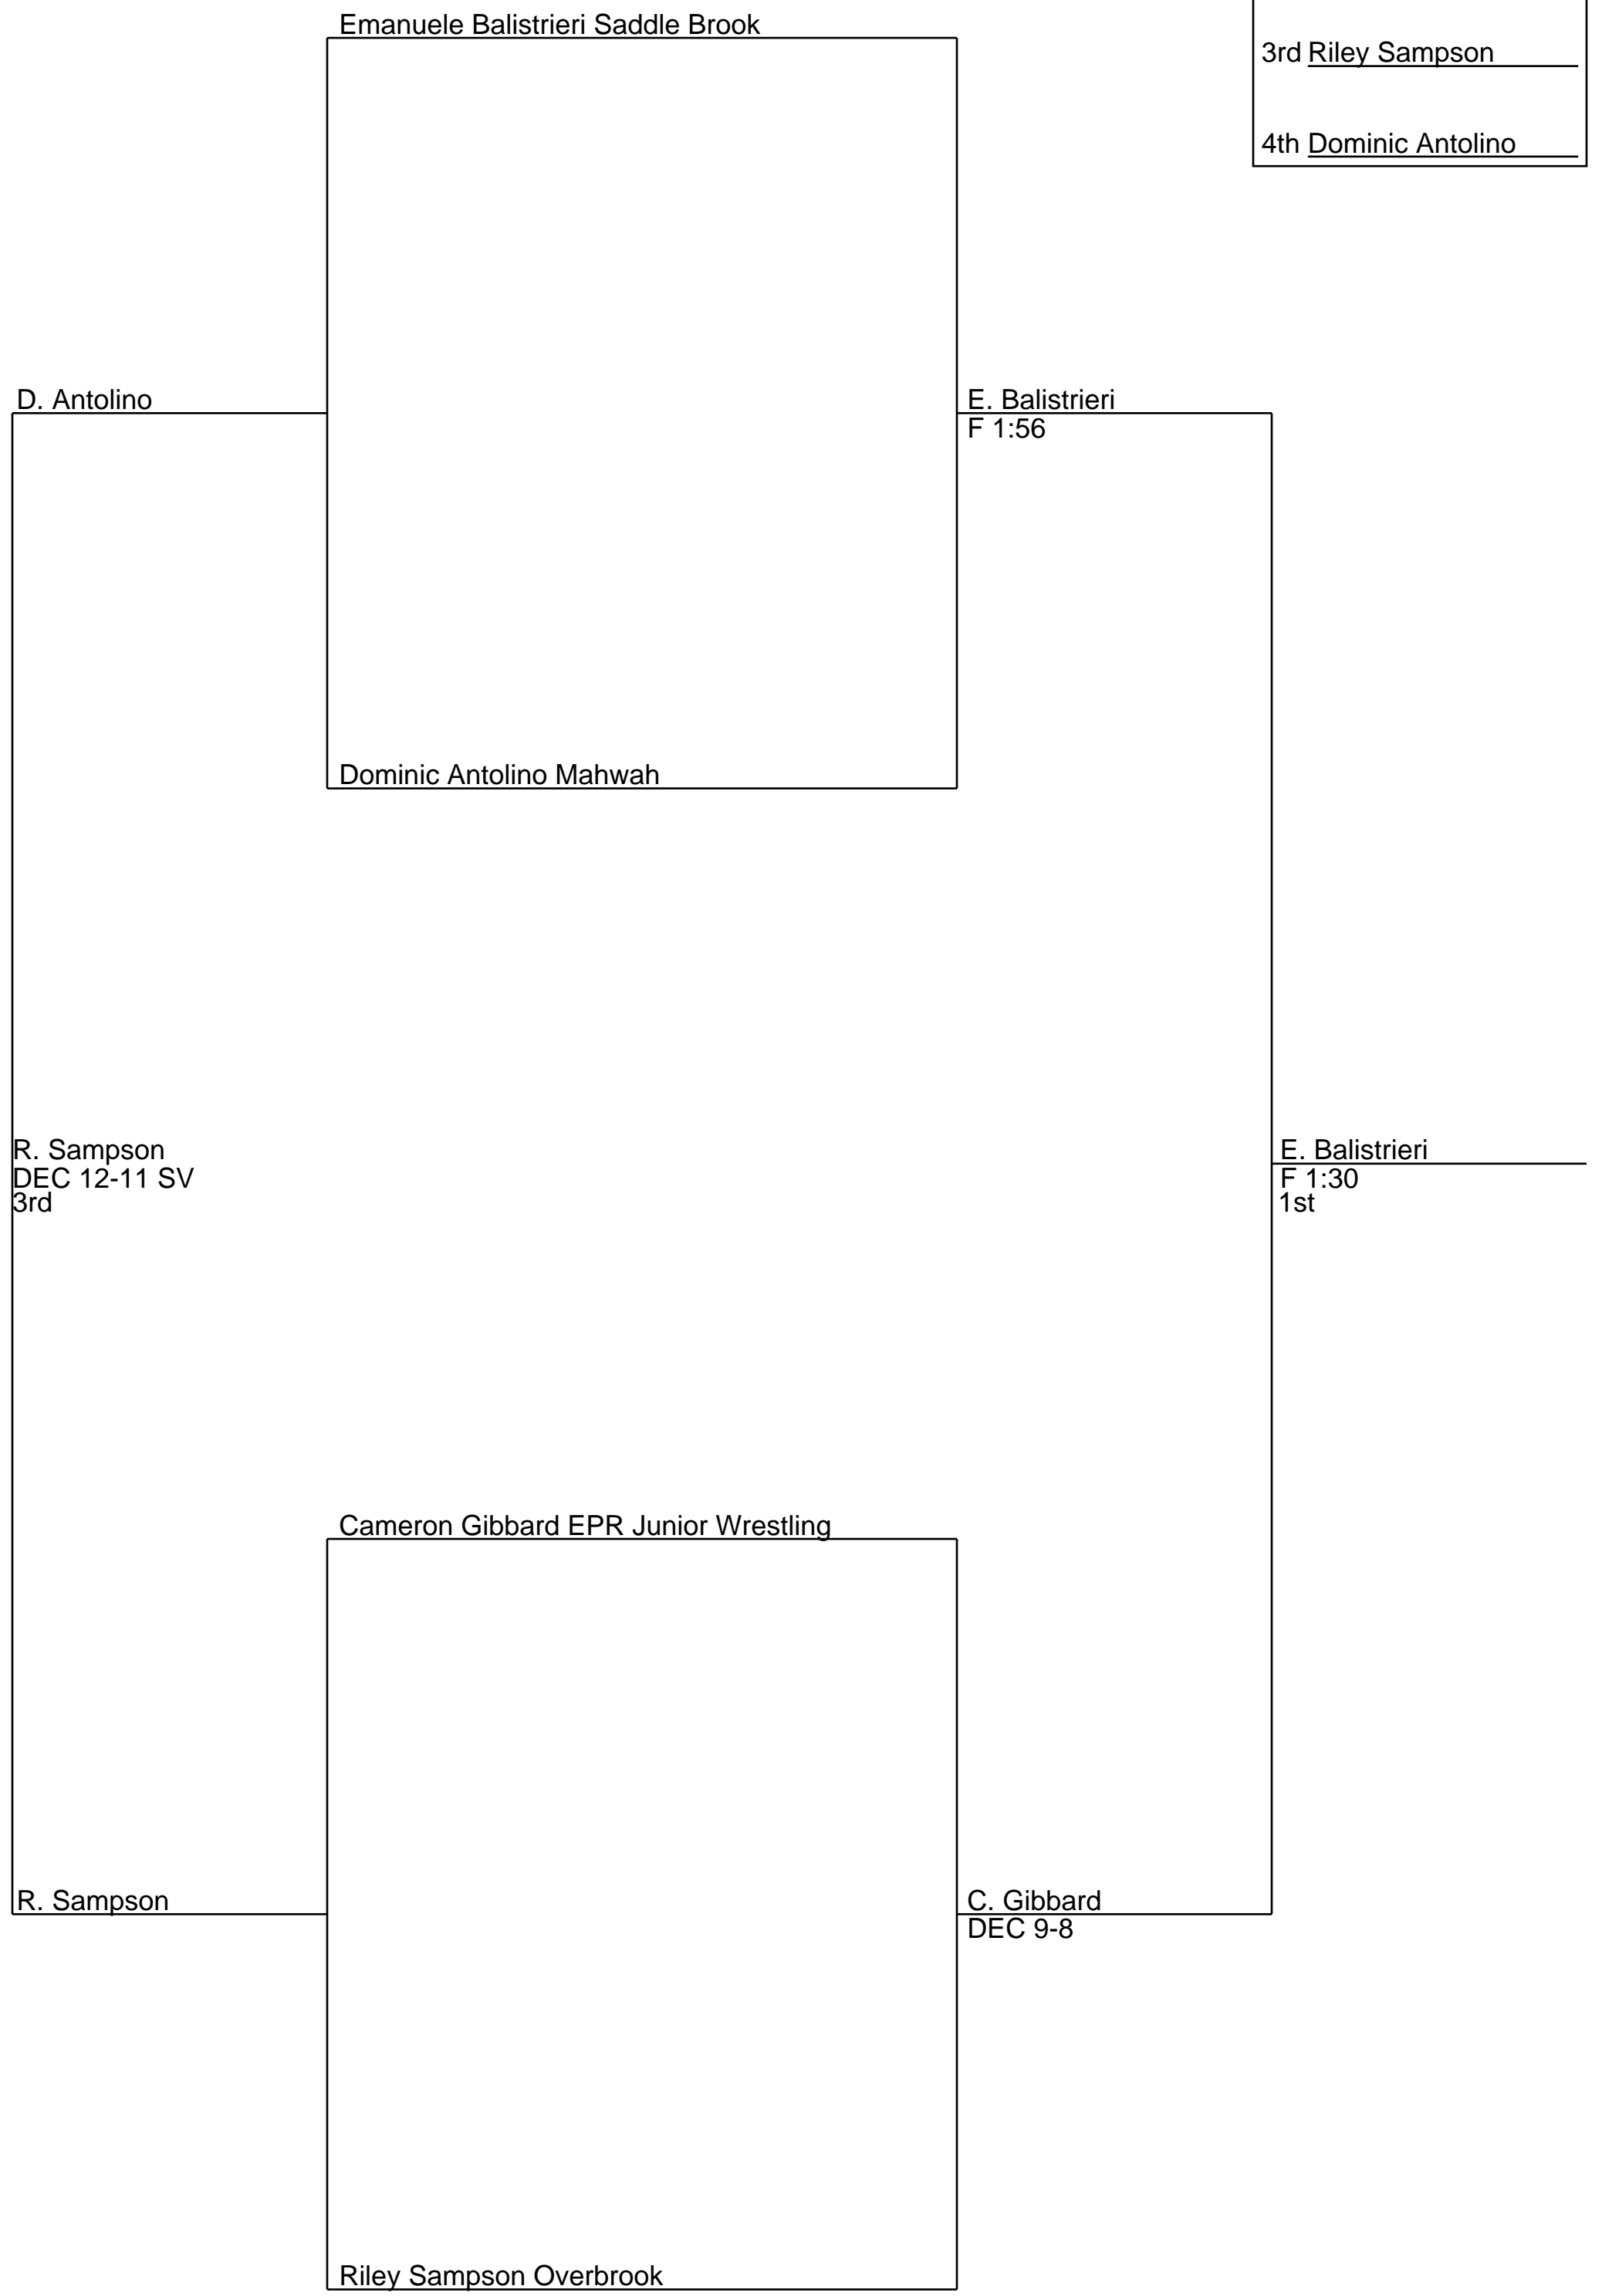 Emanuele Balistrieri Saddle Brook
3rd Riley Sampson
4th Dominic Antolino
D. Antolino
E. Balistrieri
F 1:56
Dominic Antolino Mahwah
R. Sampson
DEC 12-11 SV
3rd
E. Balistrieri
F 1:30
1st
Cameron Gibbard EPR Junior Wrestling
R. Sampson
C. Gibbard
DEC 9-8
Riley Sampson Overbrook